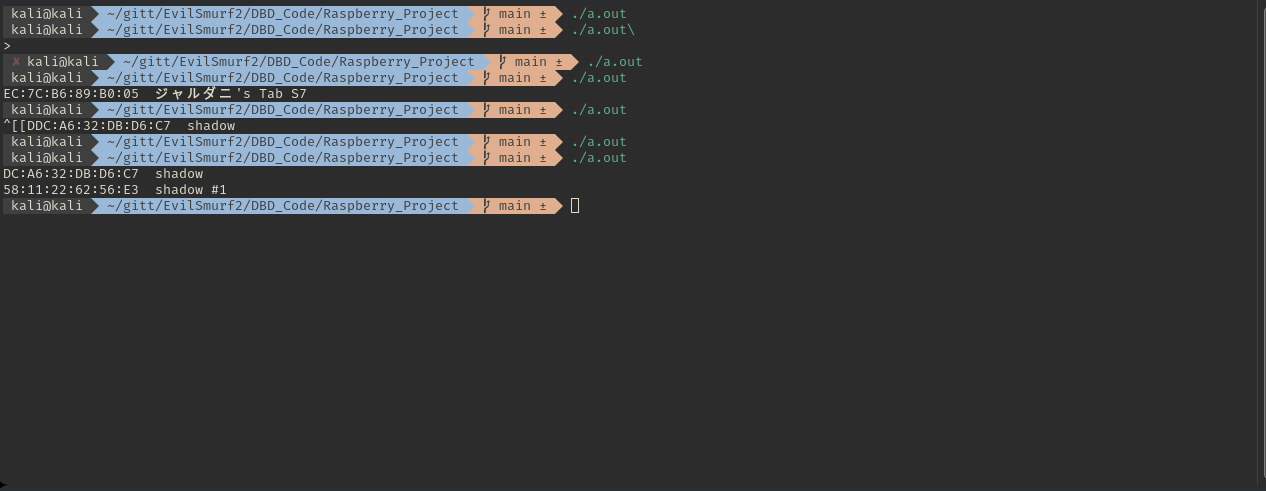 kali@kali ~/gitt/EvilSmurf2/DBD_Code/Raspberry_Project main ± ./a.out
kali@kali ~/gitt/EvilSmurf2/DBD_Code/Raspberry_Project main ± ./a.out\
>
✘ kali@kali ~/gitt/EvilSmurf2/DBD_Code/Raspberry_Project main ± ./a.out
kali@kali ~/gitt/EvilSmurf2/DBD_Code/Raspberry_Project main ± ./a.out
EC:7C:B6:89:B0:05  ジャルダニ's Tab S7
kali@kali ~/gitt/EvilSmurf2/DBD_Code/Raspberry_Project main ± ./a.out
^[[DDC:A6:32:DB:D6:C7  shadow
kali@kali ~/gitt/EvilSmurf2/DBD_Code/Raspberry_Project main ± ./a.out
kali@kali ~/gitt/EvilSmurf2/DBD_Code/Raspberry_Project main ± ./a.out
DC:A6:32:DB:D6:C7  shadow
58:11:22:62:56:E3  shadow #1
kali@kali ~/gitt/EvilSmurf2/DBD_Code/Raspberry_Project main ±